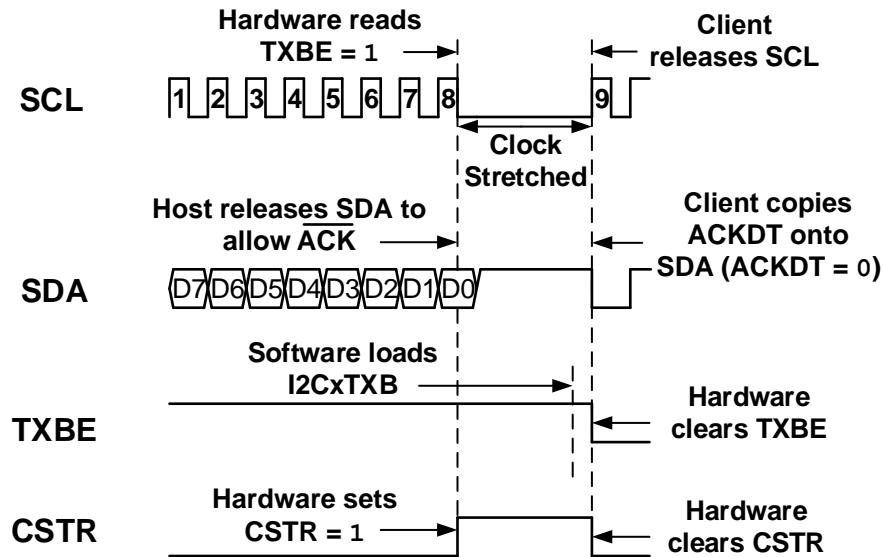 Hardware reads
TXBE = 1
Client
releases SCL
SCL
1 2 3 4 5 6 7 8 9
Clock
Stretched
Host releases SDA to
allow A̅C̅K̅
Client copies
ACKDT onto
SDA (ACKDT = 0)
SDA
D7 D6 D5 D4 D3 D2 D1 D0
Software loads
I2CxTXB
TXBE
Hardware
clears TXBE
Hardware sets
CSTR = 1
CSTR
Hardware
clears CSTR